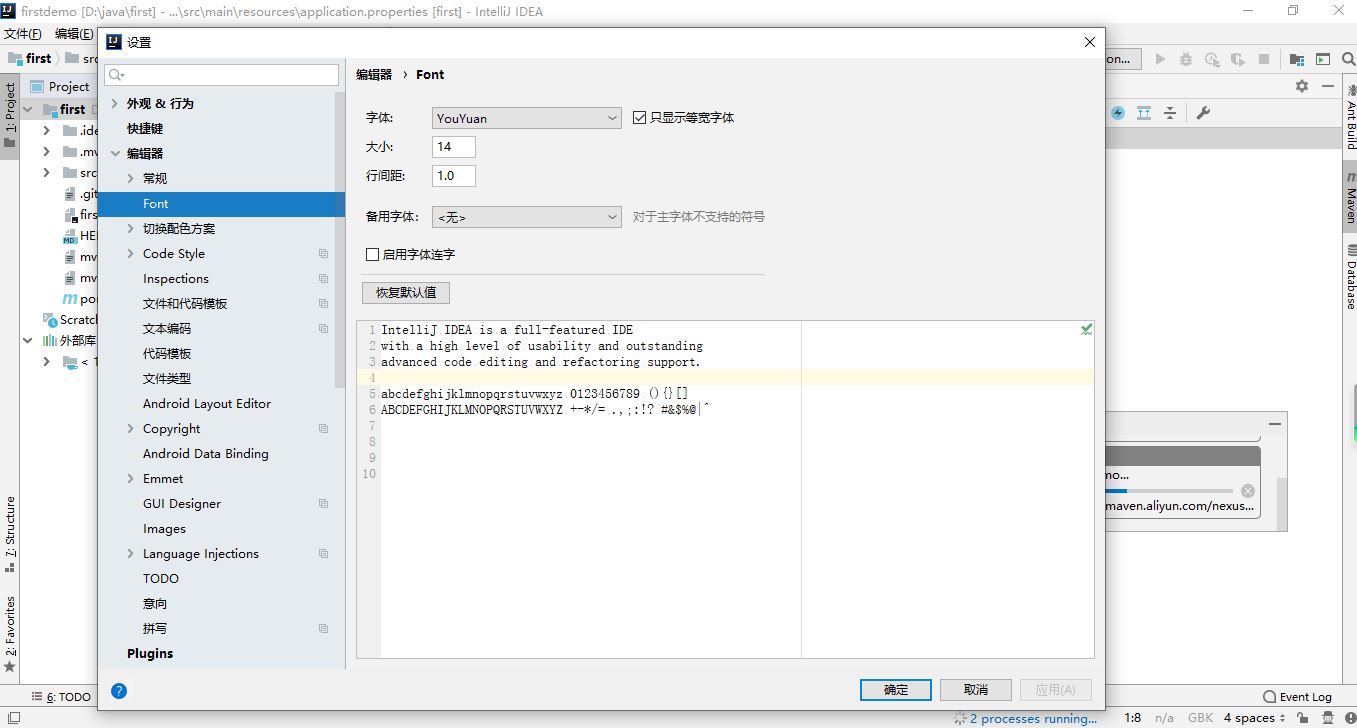 firstdemo [D:\java\first] - ...\src\main\resources\application.properties [first] - IntelliJ IDEA
文件(F) 编辑(E)
设置
first
src
on...
1: Project
Project
first
.ide
.mv
src
.git
first
HE
mv
mv
po
Scratch
外部库
< 1
7: Structure
2: Favorites
外观 & 行为
快捷键
编辑器
常规
Font
切换配色方案
Code Style
Inspections
文件和代码模板
文本编码
代码模板
文件类型
Android Layout Editor
Copyright
Android Data Binding
Emmet
GUI Designer
Images
Language Injections
TODO
意向
拼写
Plugins
编辑器 › Font
字体: YouYuan 只显示等宽字体
大小: 14
行间距: 1.0
备用字体: <无> 对于主字体不支持的符号
启用字体连字
恢复默认值
1 IntelliJ IDEA is a full-featured IDE
2 with a high level of usability and outstanding
3 advanced code editing and refactoring support.
4
5 abcdefghijklmnopqrstuvwxyz 0123456789 (){}[]
6 ABCDEFGHIJKLMNOPQRSTUVWXYZ +-*/= .,;:!? #&$%@|^
7
8
9
10
确定 取消 应用(A)
Ant Build
Maven
Database
mo...
maven.aliyun.com/nexus...
6: TODO
Event Log
2 processes running...
1:8 n/a GBK 4 spaces